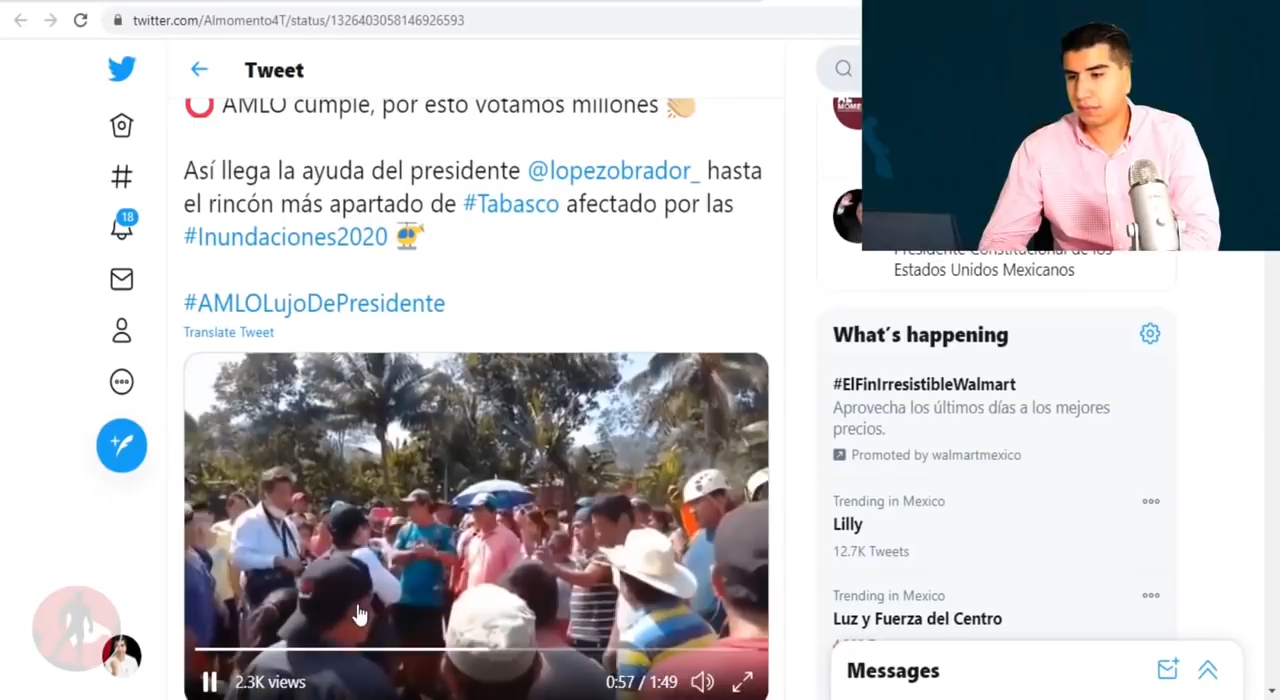 twitter.com/Almomento4T/status/1326403058146926593
Tweet
AMLO cumple, por esto votamos millones
Así llega la ayuda del presidente @lopezobrador_ hasta
el rincón más apartado de #Tabasco afectado por las
#Inundaciones2020
#AMLOLujoDePresidente
Translate Tweet
18
2.3K views
0:57 / 1:49
Presidente Constitucional de los
Estados Unidos Mexicanos
What's happening
#ElFinIrresistibleWalmart
Aprovecha los últimos días a los mejores
precios.
Promoted by walmartmexico
Trending in Mexico
Lilly
12.7K Tweets
Trending in Mexico
Luz y Fuerza del Centro
Messages